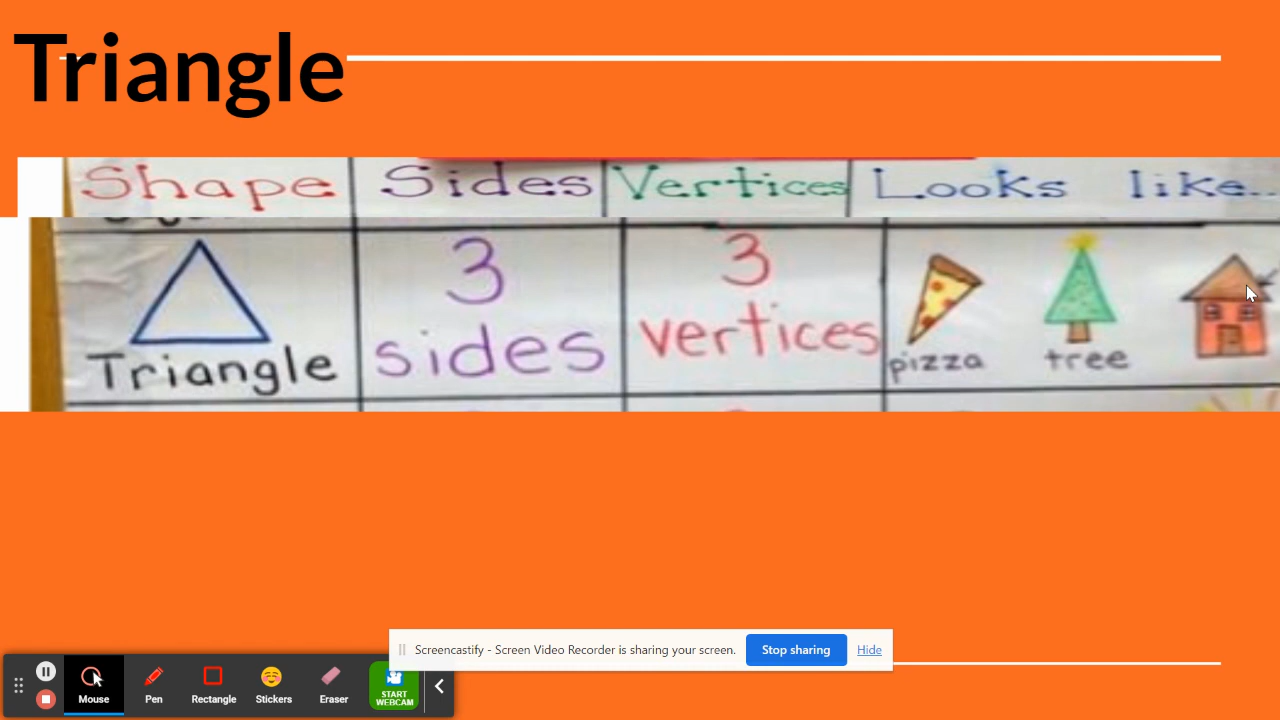 Triangle
Shape Sides Vertices Looks like...
3 3
Triangle sides vertices pizza tree
Screencastify - Screen Video Recorder is sharing your screen. Stop sharing Hide
Mouse Pen Rectangle Stickers Eraser START WEBCAM